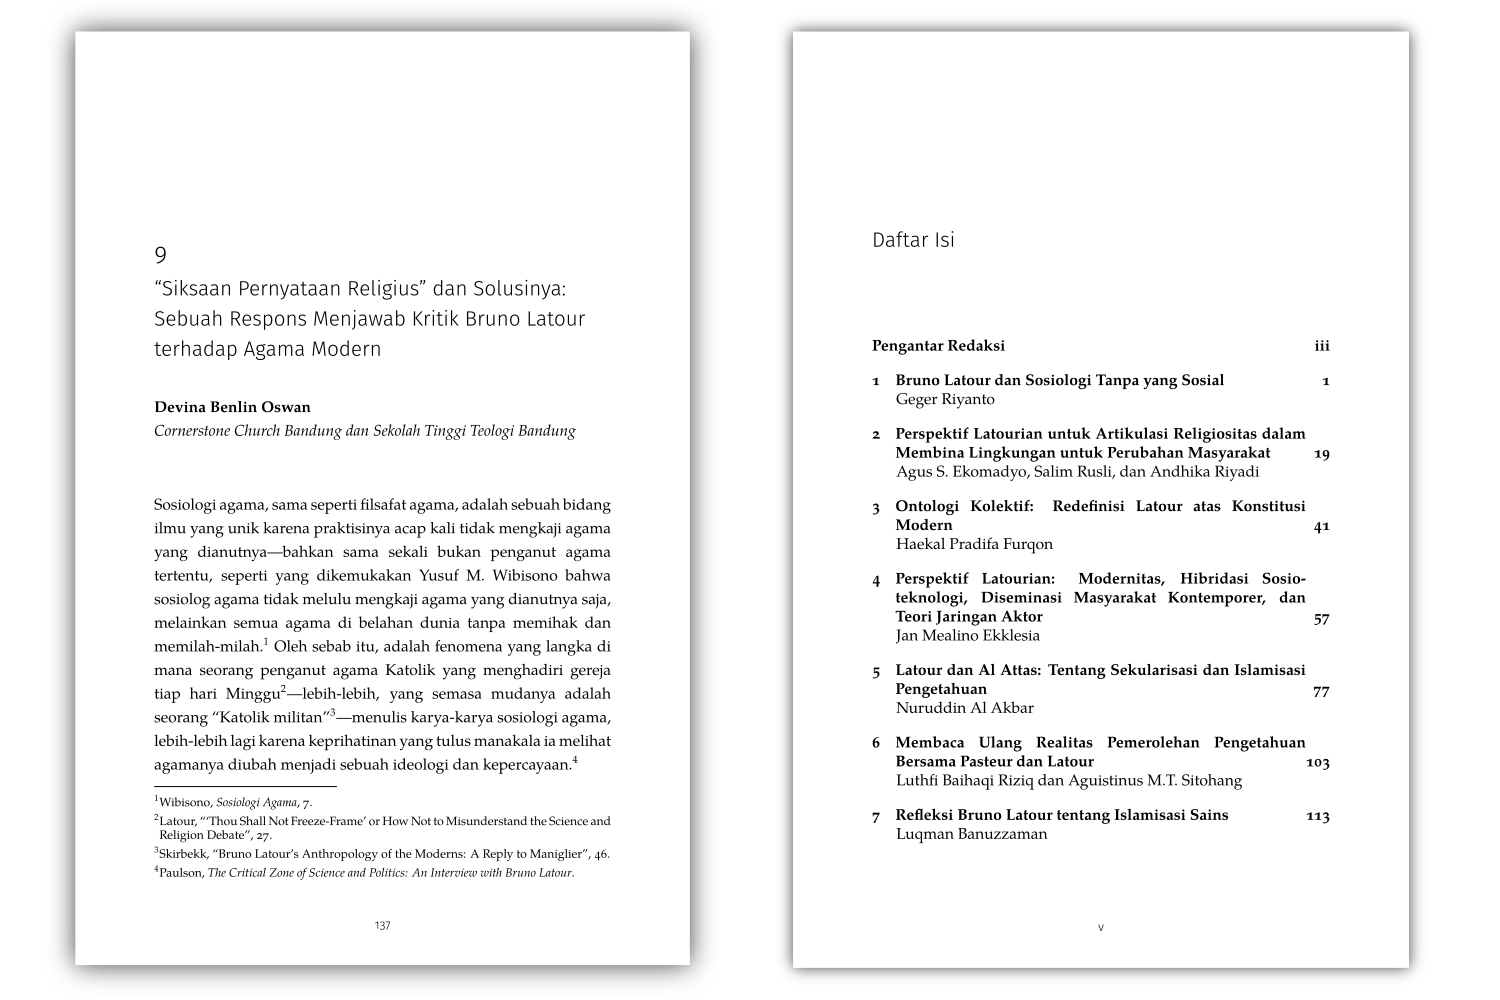 9
“Siksaan Pernyataan Religius” dan Solusinya:
Sebuah Respons Menjawab Kritik Bruno Latour
terhadap Agama Modern
Devina Benlin Oswan
Cornerstone Church Bandung dan Sekolah Tinggi Teologi Bandung
Sosiologi agama, sama seperti filsafat agama, adalah sebuah bidang
ilmu yang unik karena praktisinya acap kali tidak mengkaji agama
yang dianutnya—bahkan sama sekali bukan penganut agama
tertentu, seperti yang dikemukakan Yusuf M. Wibisono bahwa
sosiolog agama tidak melulu mengkaji agama yang dianutnya saja,
melainkan semua agama di belahan dunia tanpa memihak dan
memilah-milah.1 Oleh sebab itu, adalah fenomena yang langka di
mana seorang penganut agama Katolik yang menghadiri gereja
tiap hari Minggu2—lebih-lebih, yang semasa mudanya adalah
seorang “Katolik militan”3—menulis karya-karya sosiologi agama,
lebih-lebih lagi karena keprihatinan yang tulus manakala ia melihat
agamanya diubah menjadi sebuah ideologi dan kepercayaan.4
1Wibisono, Sosiologi Agama, 7.
2Latour, “‘Thou Shall Not Freeze-Frame’ or How Not to Misunderstand the Science and
Religion Debate”, 27.
3Skirbekk, “Bruno Latour’s Anthropology of the Moderns: A Reply to Maniglier”, 46.
4Paulson, The Critical Zone of Science and Politics: An Interview with Bruno Latour.
137
Daftar Isi
Pengantar Redaksi iii
1 Bruno Latour dan Sosiologi Tanpa yang Sosial 1
Geger Riyanto
2 Perspektif Latourian untuk Artikulasi Religiositas dalam
Membina Lingkungan untuk Perubahan Masyarakat 19
Agus S. Ekomadyo, Salim Rusli, dan Andhika Riyadi
3 Ontologi Kolektif: Redefinisi Latour atas Konstitusi
Modern 41
Haekal Pradifa Furqon
4 Perspektif Latourian: Modernitas, Hibridasi Sosio-
teknologi, Diseminasi Masyarakat Kontemporer, dan
Teori Jaringan Aktor 57
Jan Mealino Ekklesia
5 Latour dan Al Attas: Tentang Sekularisasi dan Islamisasi
Pengetahuan 77
Nuruddin Al Akbar
6 Membaca Ulang Realitas Pemerolehan Pengetahuan
Bersama Pasteur dan Latour 103
Luthfi Baihaqi Riziq dan Aguistinus M.T. Sitohang
7 Refleksi Bruno Latour tentang Islamisasi Sains 113
Luqman Banuzzaman
v